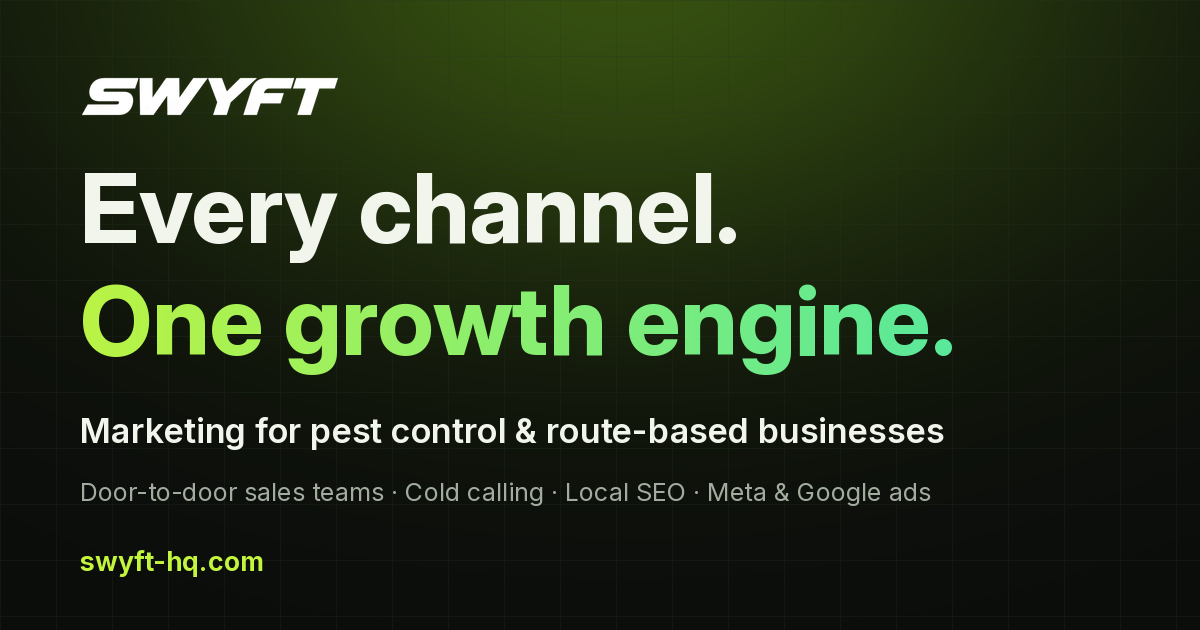 SWYFT
Every channel.
One growth engine.
Marketing for pest control & route-based businesses
Door-to-door sales teams · Cold calling · Local SEO · Meta & Google ads
swyft-hq.com